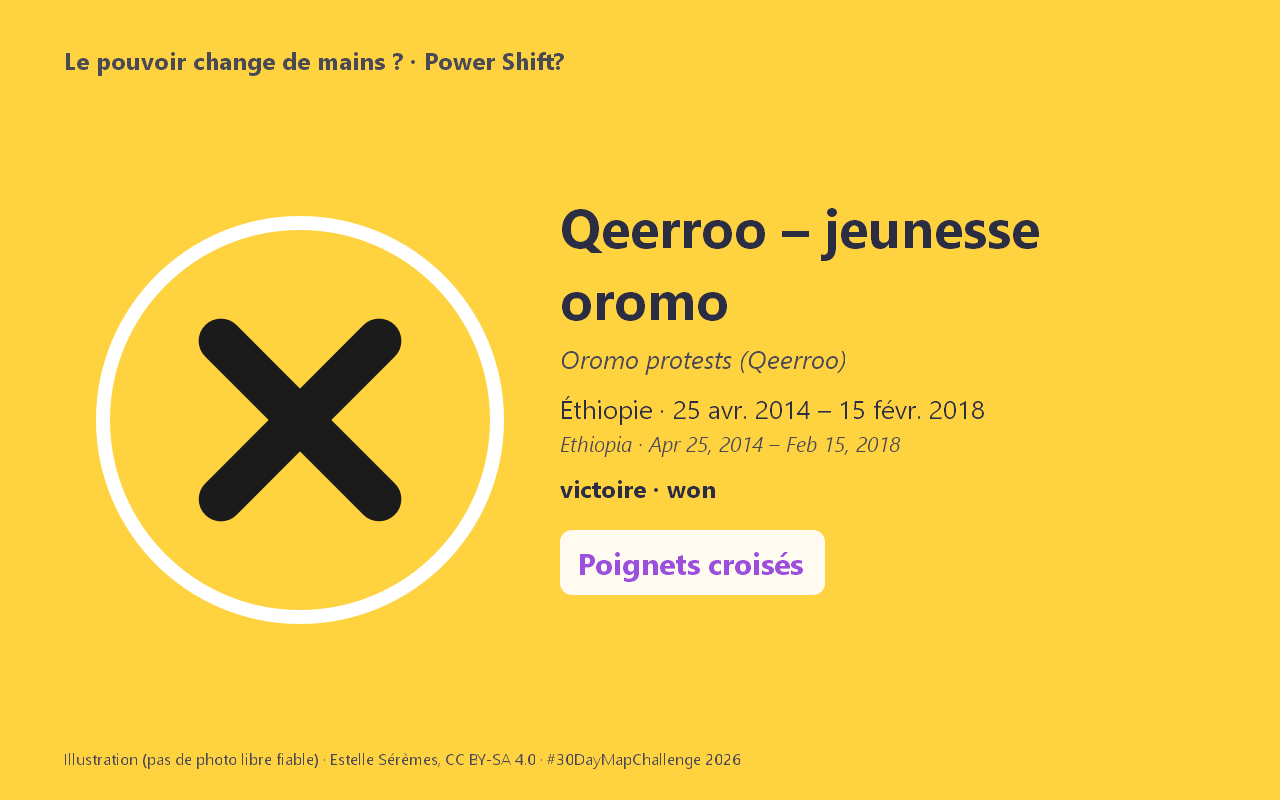 Le pouvoir change de mains ? · Power Shift?
Qeerroo – jeunesse
oromo
Oromo protests (Qeerroo)
Éthiopie · 25 avr. 2014 – 15 févr. 2018
Ethiopia · Apr 25, 2014 – Feb 15, 2018
victoire · won
Poignets croisés
Illustration (pas de photo libre fiable) · Estelle Sérèmes, CC BY-SA 4.0 · #30DayMapChallenge 2026